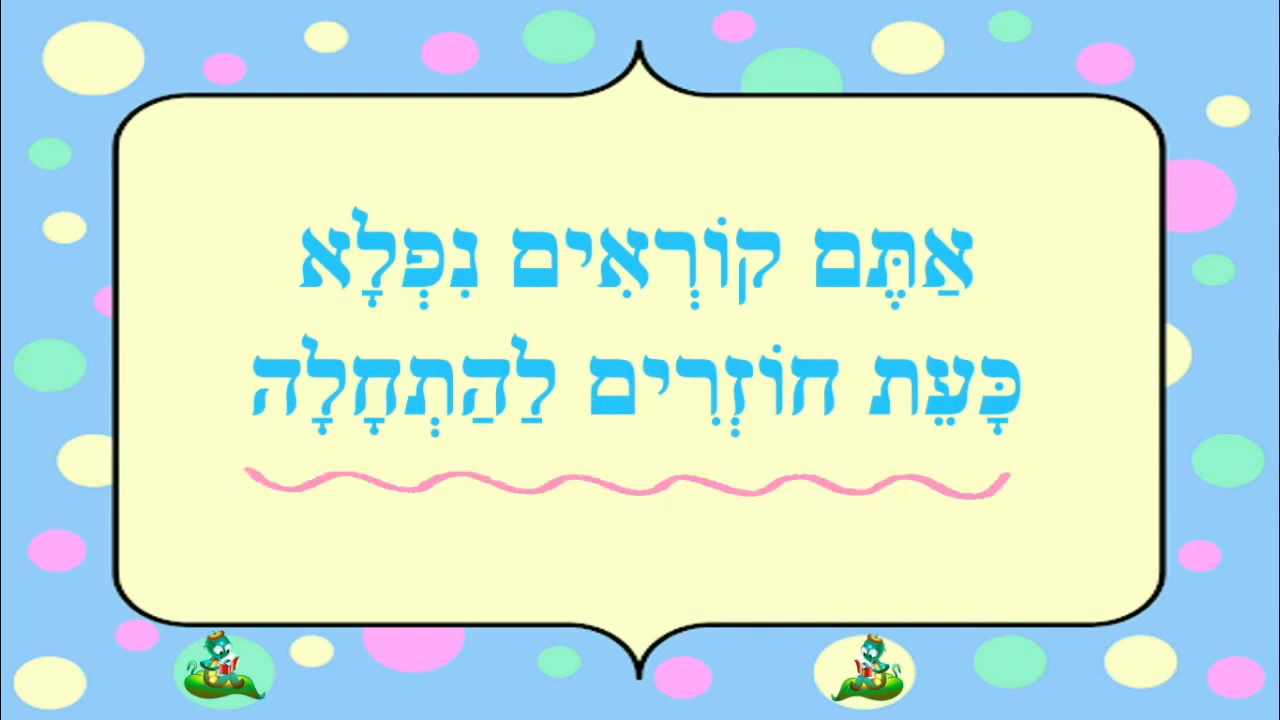 אַתֶּם קוֹרְאִים נִפְלָא
כָּעֵת חוֹזְרִים לַהַתְחָלָה